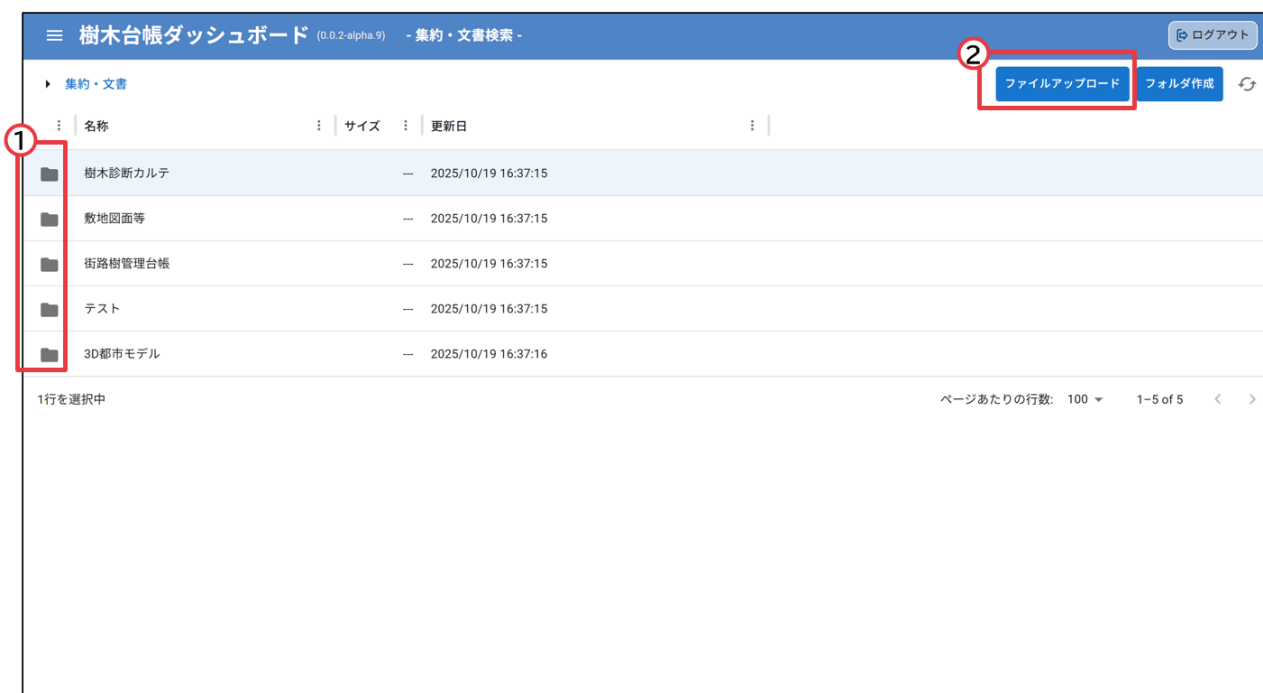 樹木台帳ダッシュボード (0.0.2-alpha.9) - 集約・文書検索 - ログアウト
②
集約・文書 ファイルアップロード フォルダ作成
名称 サイズ 更新日
①
樹木診断カルテ --- 2025/10/19 16:37:15
敷地図面等 --- 2025/10/19 16:37:15
街路樹管理台帳 --- 2025/10/19 16:37:15
テスト --- 2025/10/19 16:37:15
3D都市モデル --- 2025/10/19 16:37:16
1行を選択中 ページあたりの行数: 100 1–5 of 5